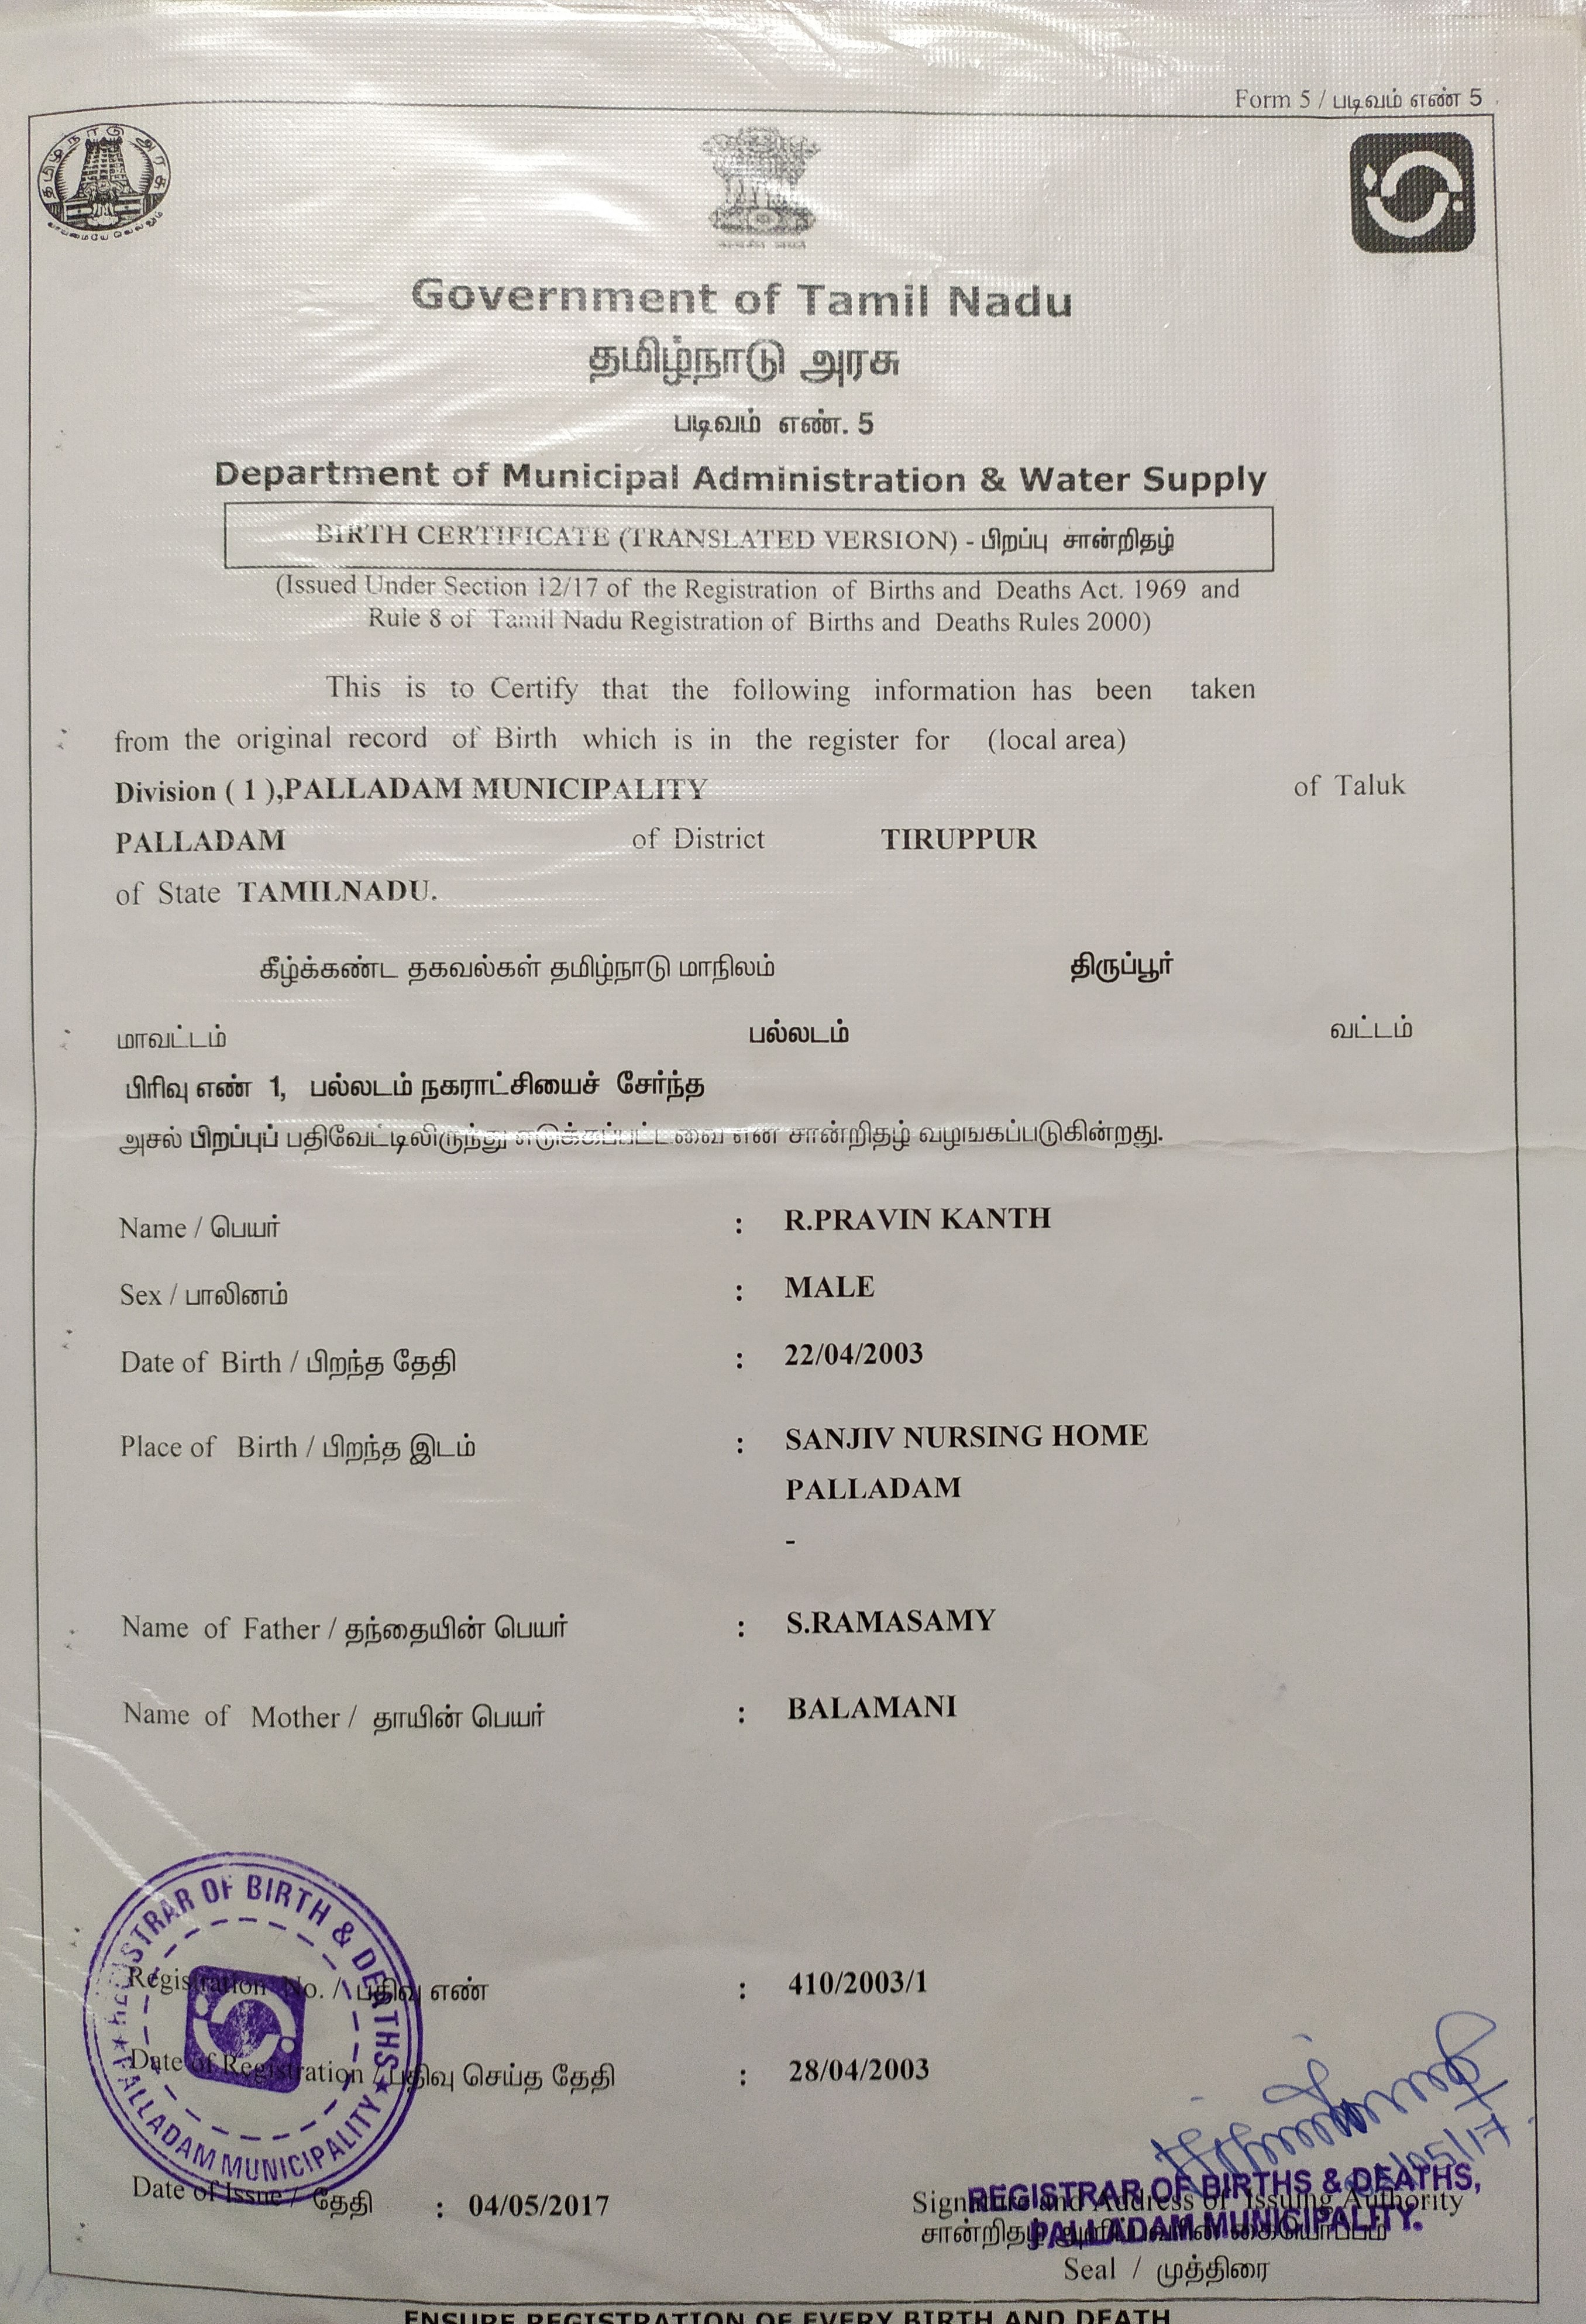 Form 5 / படிவம் எண் 5
தமிழ்நாடு அரசு
Government of Tamil Nadu
தமிழ்நாடு அரசு
படிவம் எண். 5
Department of Municipal Administration & Water Supply
BIRTH CERTIFICATE (TRANSLATED VERSION) - பிறப்பு சான்றிதழ்
(Issued Under Section 12/17 of the Registration of Births and Deaths Act. 1969 and
Rule 8 of Tamil Nadu Registration of Births and Deaths Rules 2000)
This is to Certify that the following information has been taken
from the original record of Birth which is in the register for (local area)
Division ( 1 ),PALLADAM MUNICIPALITY of Taluk
PALLADAM of District TIRUPPUR
of State TAMILNADU.
கீழ்க்கண்ட தகவல்கள் தமிழ்நாடு மாநிலம் திருப்பூர்
மாவட்டம் பல்லடம் வட்டம்
பிரிவு எண் 1, பல்லடம் நகராட்சியைச் சேர்ந்த
அசல் பிறப்புப் பதிவேட்டிலிருந்து எடுக்கப்பட்டவை என சான்றிதழ் வழங்கப்படுகின்றது.
Name / பெயர் : R.PRAVIN KANTH
Sex / பாலினம் : MALE
Date of Birth / பிறந்த தேதி : 22/04/2003
Place of Birth / பிறந்த இடம் : SANJIV NURSING HOME
PALLADAM
-
Name of Father / தந்தையின் பெயர் : S.RAMASAMY
Name of Mother / தாயின் பெயர் : BALAMANI
REGISTRAR OF BIRTH & DEATHS
PALLADAM MUNICIPALITY
Registration No. / பதிவு எண் : 410/2003/1
Date of Registration / பதிவு செய்த தேதி : 28/04/2003
Date of Issue / தேதி : 04/05/2017
REGISTRAR OF BIRTHS & DEATHS,
PALLADAM MUNICIPALITY.
Signature and Address of Issuing Authority
சான்றிதழ் அளிப்பவரின் கையொப்பம்
Seal / முத்திரை
ENSURE REGISTRATION OF EVERY BIRTH AND DEATH